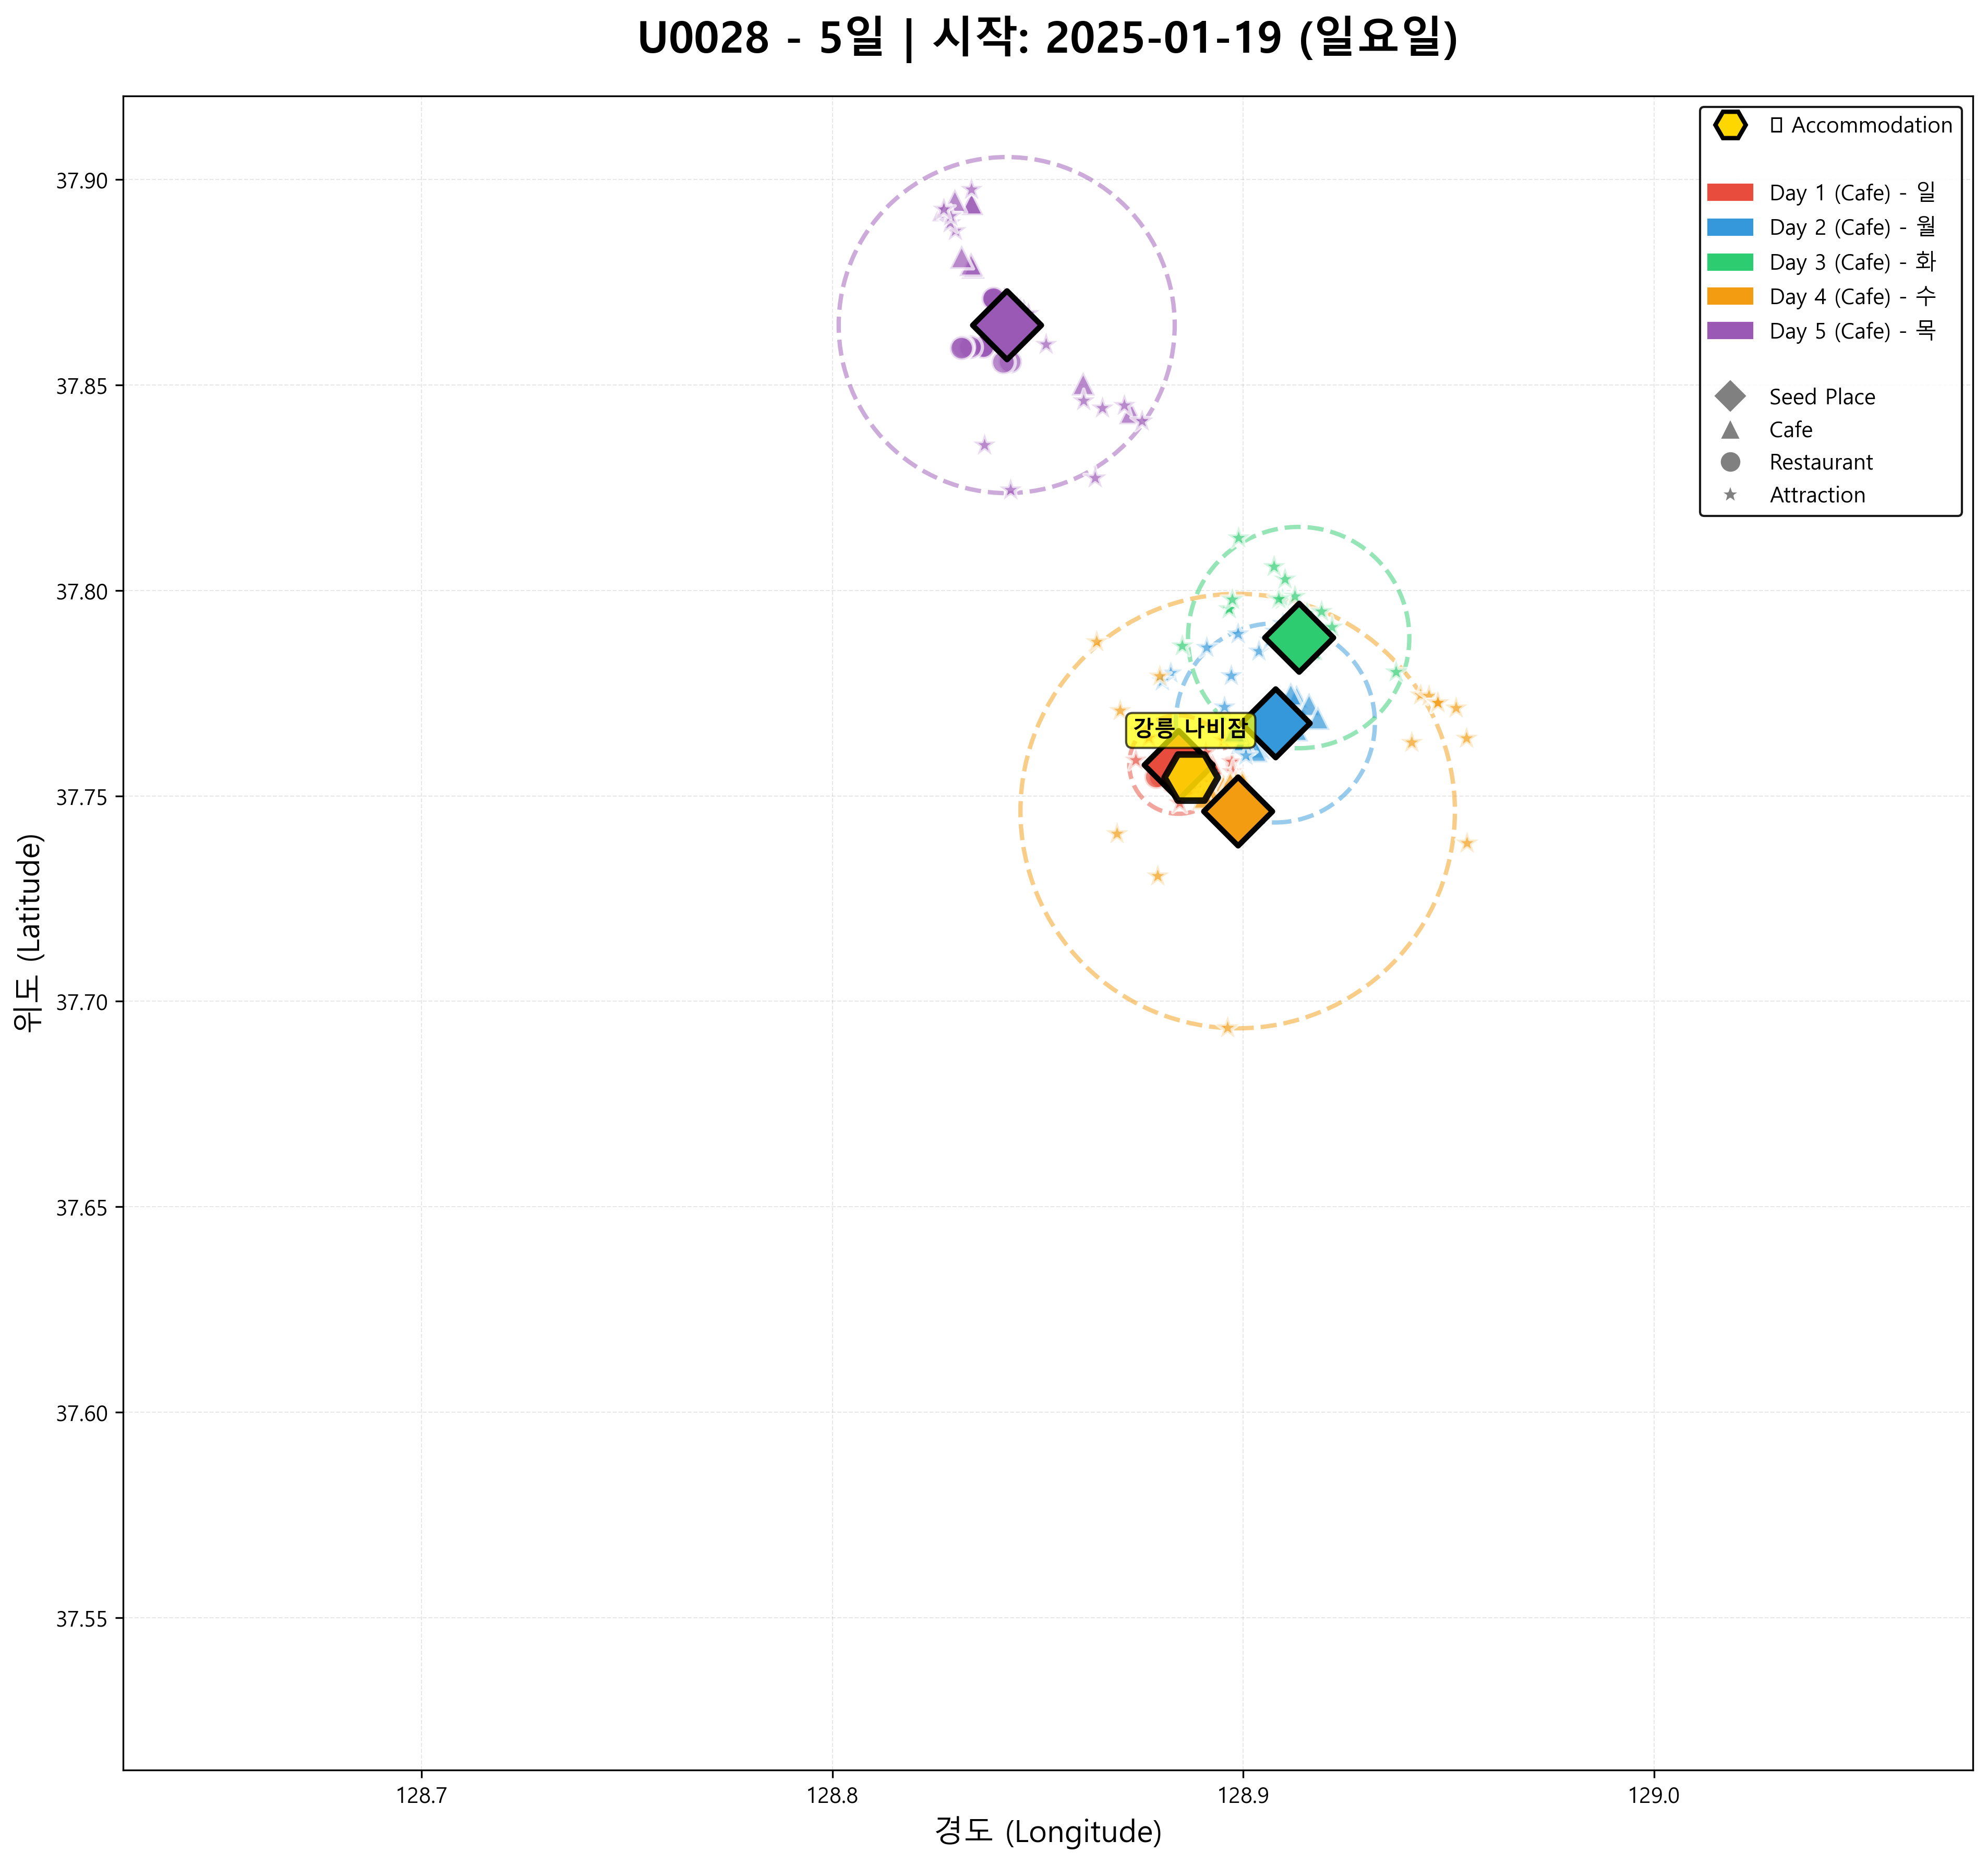 U0028 - 5일 | 시작: 2025-01-19 (일요일)
37.90
37.85
37.80
37.75
37.70
37.65
37.60
37.55
위도 (Latitude)
128.7
128.8
128.9
129.0
경도 (Longitude)
강릉 나비잠
Accommodation
Day 1 (Cafe) - 일
Day 2 (Cafe) - 월
Day 3 (Cafe) - 화
Day 4 (Cafe) - 수
Day 5 (Cafe) - 목
Seed Place
Cafe
Restaurant
Attraction